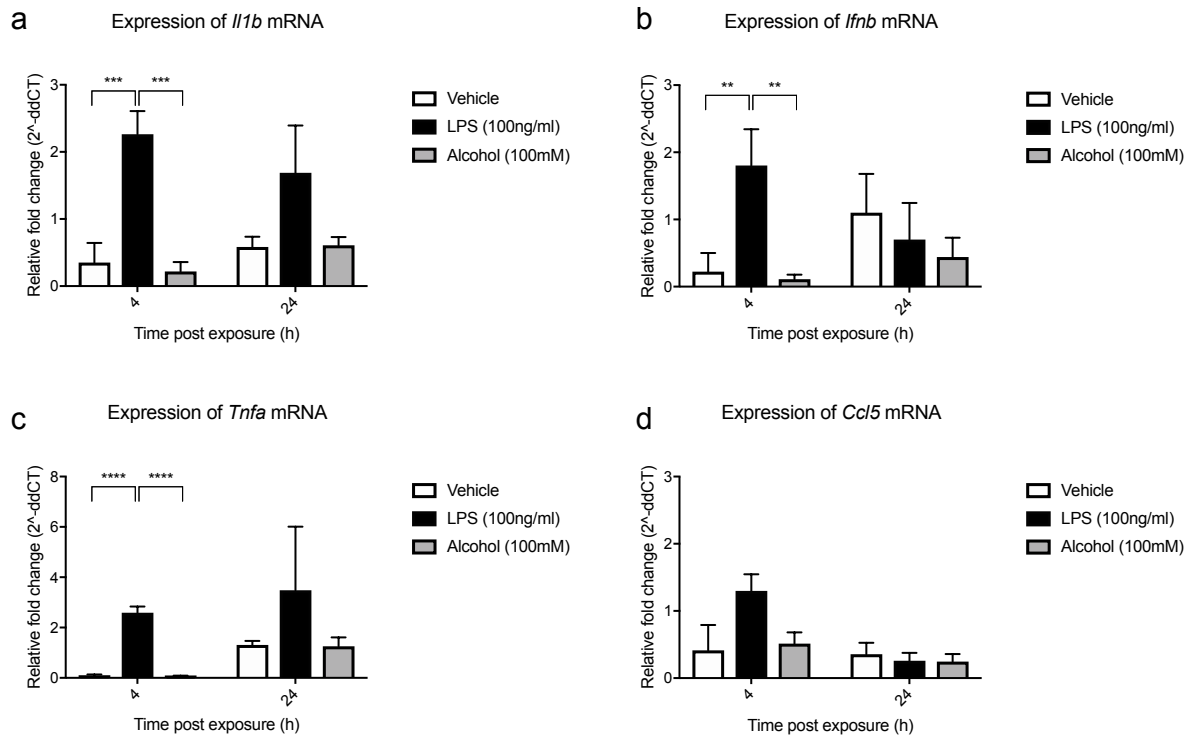 a
Expression of Il1b mRNA
Relative fold change (2^-ddCT)
3
2
1
0
*** ***
4 24
Time post exposure (h)
Vehicle
LPS (100ng/ml)
Alcohol (100mM)
b
Expression of Ifnb mRNA
Relative fold change (2^-ddCT)
3
2
1
0
** **
4 24
Time post exposure (h)
Vehicle
LPS (100ng/ml)
Alcohol (100mM)
c
Expression of Tnfa mRNA
Relative fold change (2^-ddCT)
8
6
4
2
0
**** ****
4 24
Time post exposure (h)
Vehicle
LPS (100ng/ml)
Alcohol (100mM)
d
Expression of Ccl5 mRNA
Relative fold change (2^-ddCT)
3
2
1
0
4 24
Time post exposure (h)
Vehicle
LPS (100ng/ml)
Alcohol (100mM)